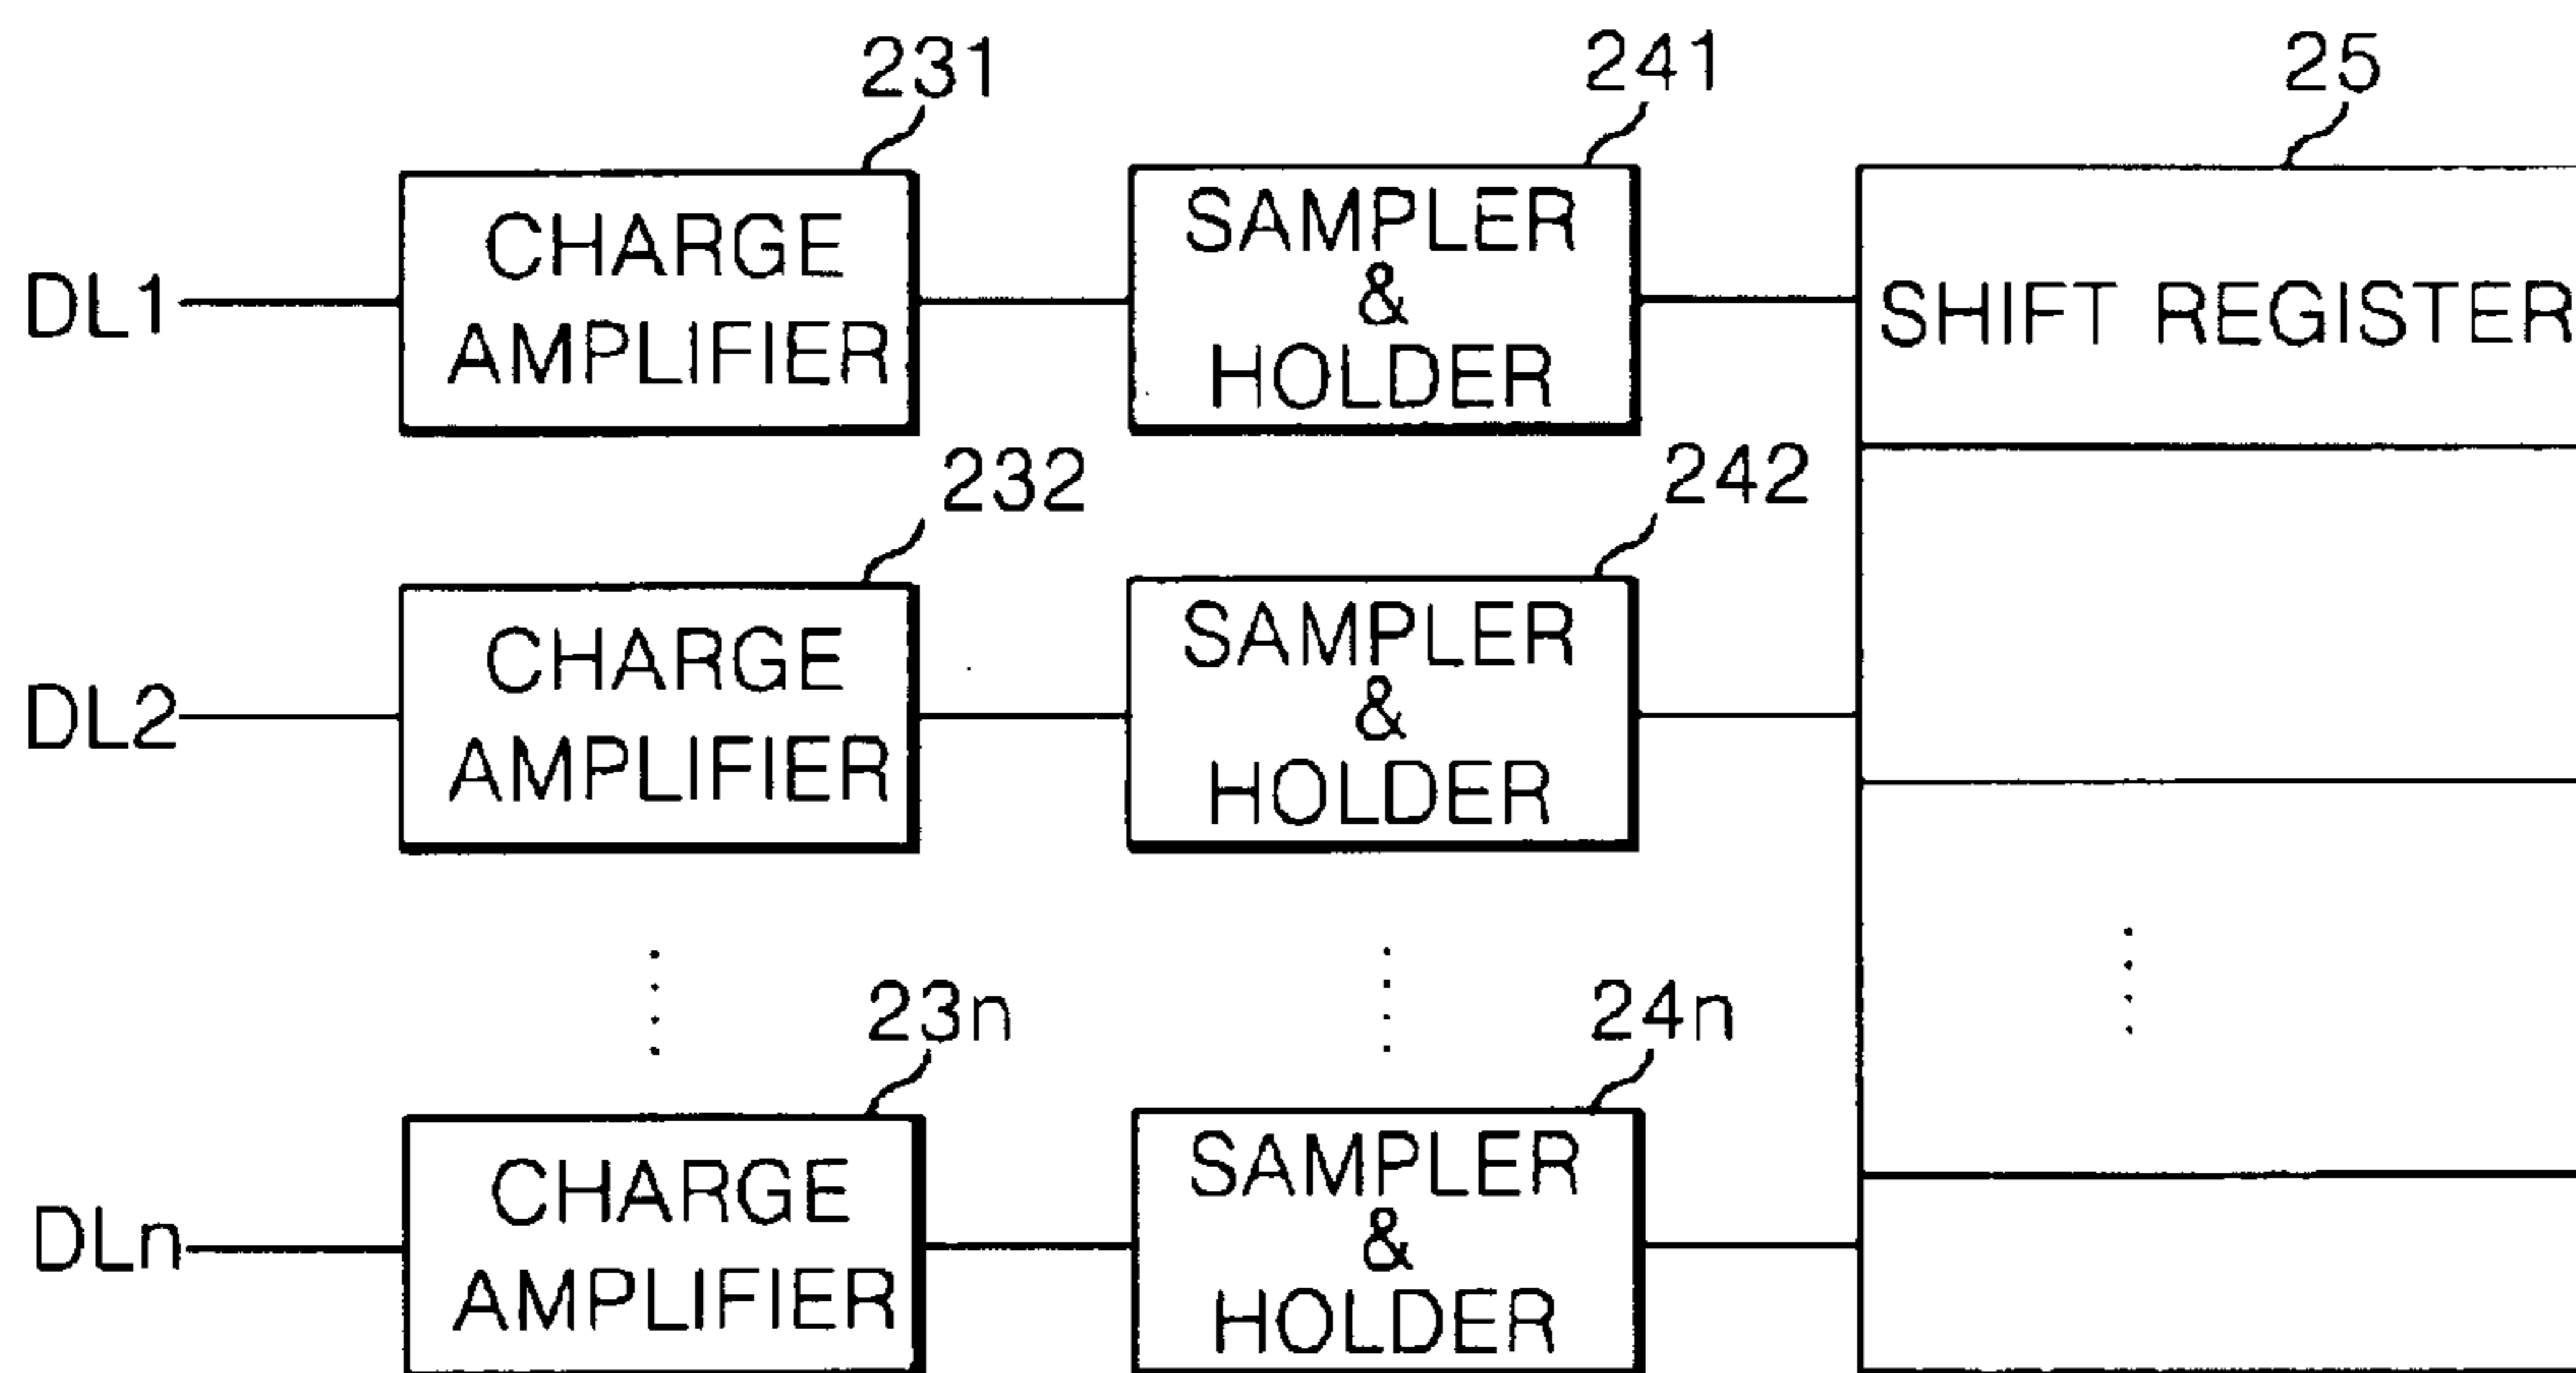 231
241
25
DL1
CHARGE
AMPLIFIER
SAMPLER
&
HOLDER
SHIFT REGISTER
232
242
DL2
CHARGE
AMPLIFIER
SAMPLER
&
HOLDER
23n
24n
DLn
CHARGE
AMPLIFIER
SAMPLER
&
HOLDER